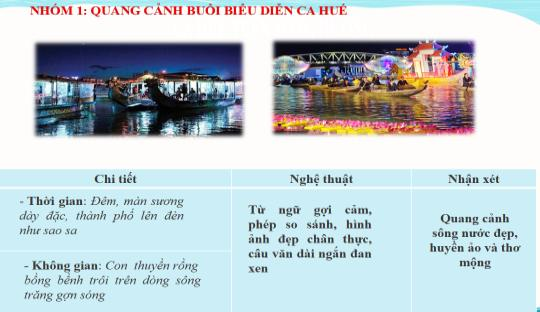 NHÓM 1: QUANG CẢNH BUỔI BIỂU DIỄN CA HUẾ
Chi tiết
Nghệ thuật
Nhận xét
- Thời gian: Đêm, màn sương
dày đặc, thành phố lên đèn
như sao sa
- Không gian: Con thuyền rồng
bồng bềnh trôi trên dòng sông
trăng gợn sóng
Từ ngữ gợi cảm,
phép so sánh, hình
ảnh đẹp chân thực,
câu văn dài ngắn đan
xen
Quang cảnh
sông nước đẹp,
huyền ảo và thơ
mộng